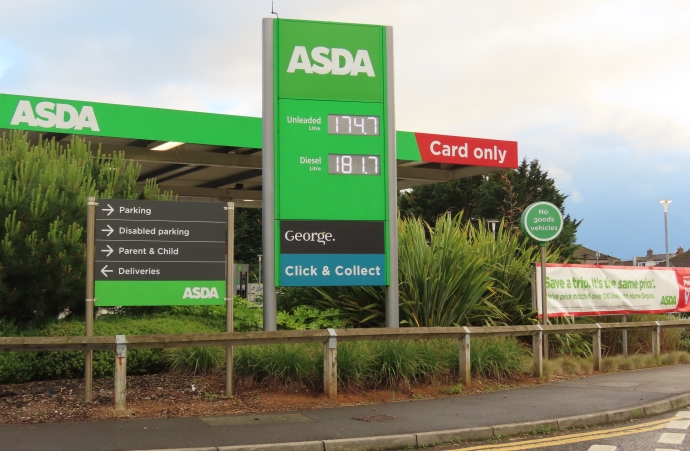 ASDA
ASDA
Unleaded
Litre
174.7
Diesel
Litre
181.7
George.
Click & Collect
Card only
Parking
Disabled parking
Parent & Child
Deliveries
ASDA
No
goods
vehicles
Save a trip, it's the same price.
ASDA